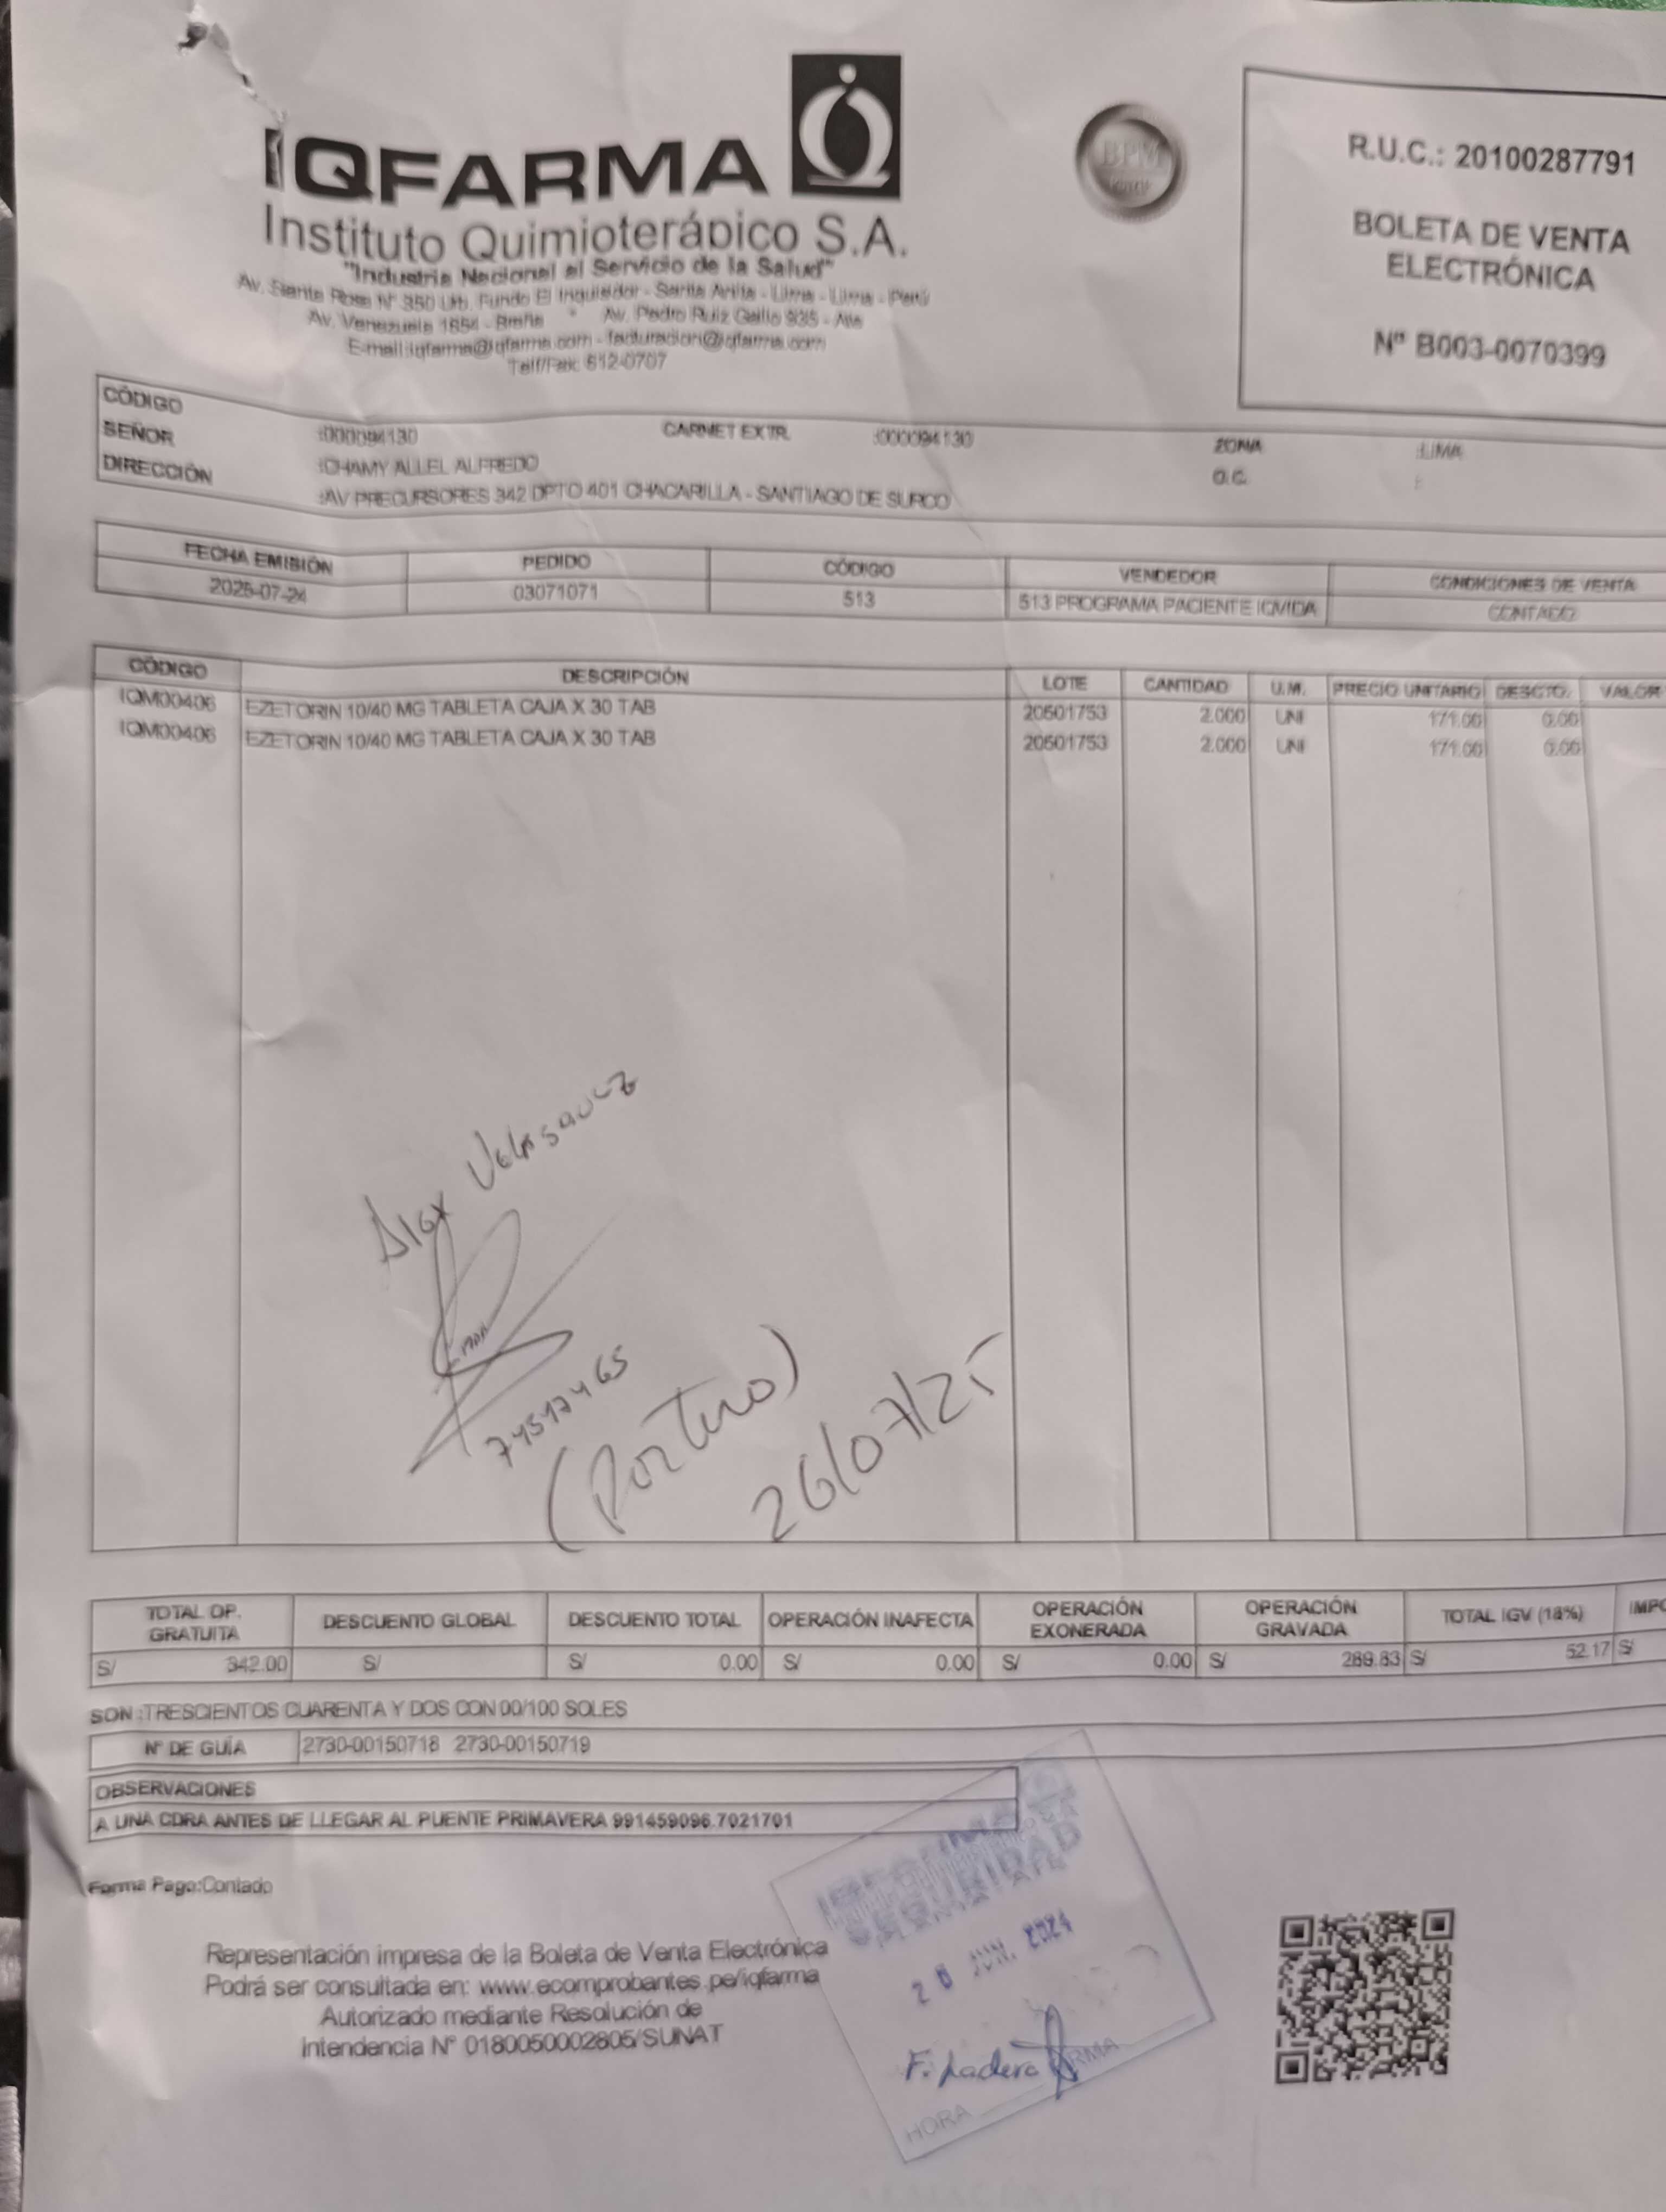 IQFARMA
Instituto Quimioterápico S.A.
"Industria Nacional al Servicio de la Salud"
Av. Santa Rosa Nº 350 Urb. Fundo El Inquisidor - Santa Anita - Lima - Lima - Perú
Av. Venezuela 1654 - Breña * Av. Pedro Ruiz Gallo 935 - Ate
E-mail:iqfarma@iqfarma.com - facturacion@iqfarma.com
Telf/Fax: 612-0707
BPM
R.U.C.: 20100287791
BOLETA DE VENTA
ELECTRÓNICA
Nº B003-0070399
CÓDIGO :000094130 CARNET EXTR. :000094130 ZONA :LIMA
SEÑOR :CHAMY ALLEL ALFREDO O.C. :
DIRECCIÓN :AV PRECURSORES 342 DPTO 401 CHACARILLA - SANTIAGO DE SURCO
FECHA EMISIÓN PEDIDO CÓDIGO VENDEDOR CONDICIONES DE VENTA
2025-07-24 03071071 513 513 PROGRAMA PACIENTE IQVIDA CONTADO
CÓDIGO DESCRIPCIÓN LOTE CANTIDAD U.M. PRECIO UNITARIO DESCTO. VALOR
IQM00406 EZETORIN 10/40 MG TABLETA CAJA X 30 TAB 20501753 2.000 UNI 171.00 0.00
IQM00406 EZETORIN 10/40 MG TABLETA CAJA X 30 TAB 20501753 2.000 UNI 171.00 0.00
Alex Velasquez
74517465
(Portero)
26/07/25
TOTAL OP. GRATUITA DESCUENTO GLOBAL DESCUENTO TOTAL OPERACIÓN INAFECTA OPERACIÓN EXONERADA OPERACIÓN GRAVADA TOTAL IGV (18%) IMPO
S/ 342.00 S/ S/ 0.00 S/ 0.00 S/ 0.00 S/ 289.83 S/ 52.17 S/
SON :TRESCIENTOS CUARENTA Y DOS CON 00/100 SOLES
Nº DE GUÍA 2730-00150718 2730-00150719
OBSERVACIONES
A UNA CDRA ANTES DE LLEGAR AL PUENTE PRIMAVERA 991459096.7021701
Forma Pago:Contado
Representación impresa de la Boleta de Venta Electrónica
Podrá ser consultada en: www.ecomprobantes.pe/iqfarma
Autorizado mediante Resolución de
Intendencia Nº 0180050002805/SUNAT
SEGURIDAD
26 JUN. 2024
F. Ladera
HORA